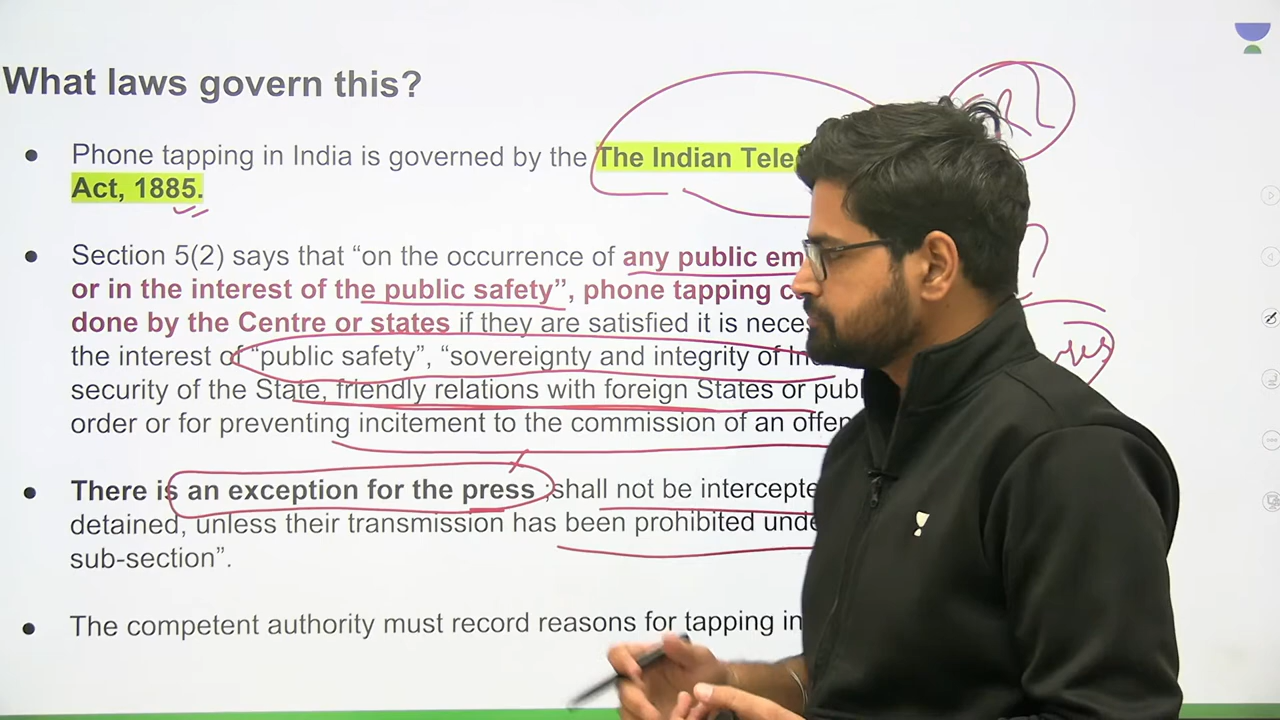 What laws govern this?
● Phone tapping in India is governed by the The Indian Tele
Act, 1885.
● Section 5(2) says that “on the occurrence of any public em
or in the interest of the public safety”, phone tapping c
done by the Centre or states if they are satisfied it is nece
the interest of “public safety”, “sovereignty and integrity of In
security of the State, friendly relations with foreign States or publ
order or for preventing incitement to the commission of an offen
● There is an exception for the press ;shall not be intercepte
detained, unless their transmission has been prohibited unde
sub-section”.
● The competent authority must record reasons for tapping in